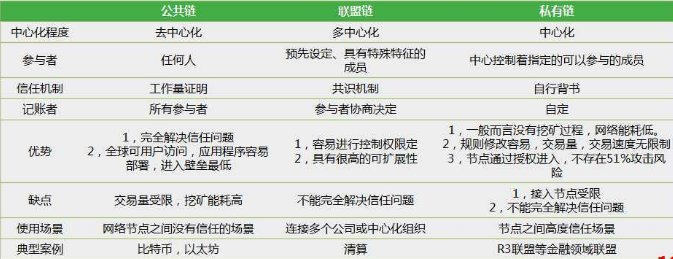 公共链 联盟链 私有链
中心化程度 去中心化 多中心化 中心化
参与者 任何人 预先设定、具有特殊特征的成员 中心控制着指定的可以参与的成员
信任机制 工作量证明 共识机制 自行背书
记账者 所有参与者 参与者协商决定 自定
优势
1，完全解决信任问题
2，全球可用户访问，应用程序容易
部署，进入壁垒最低
1，容易进行控制权限定
2，具有很高的可扩展性
1，一般而言没有挖矿过程，网络能耗低。
2，规则修改容易，交易量，交易速度无限制
3，节点通过授权进入，不存在51%攻击风
险
缺点 交易量受限，挖矿能耗高 不能完全解决信任问题
1，接入节点受限
2，不能完全解决信任问题
使用场景 网络节点之间没有信任的场景 连接多个公司或中心化组织 节点之间高度信任场景
典型案例 比特币，以太坊 清算 R3联盟等金融领域联盟